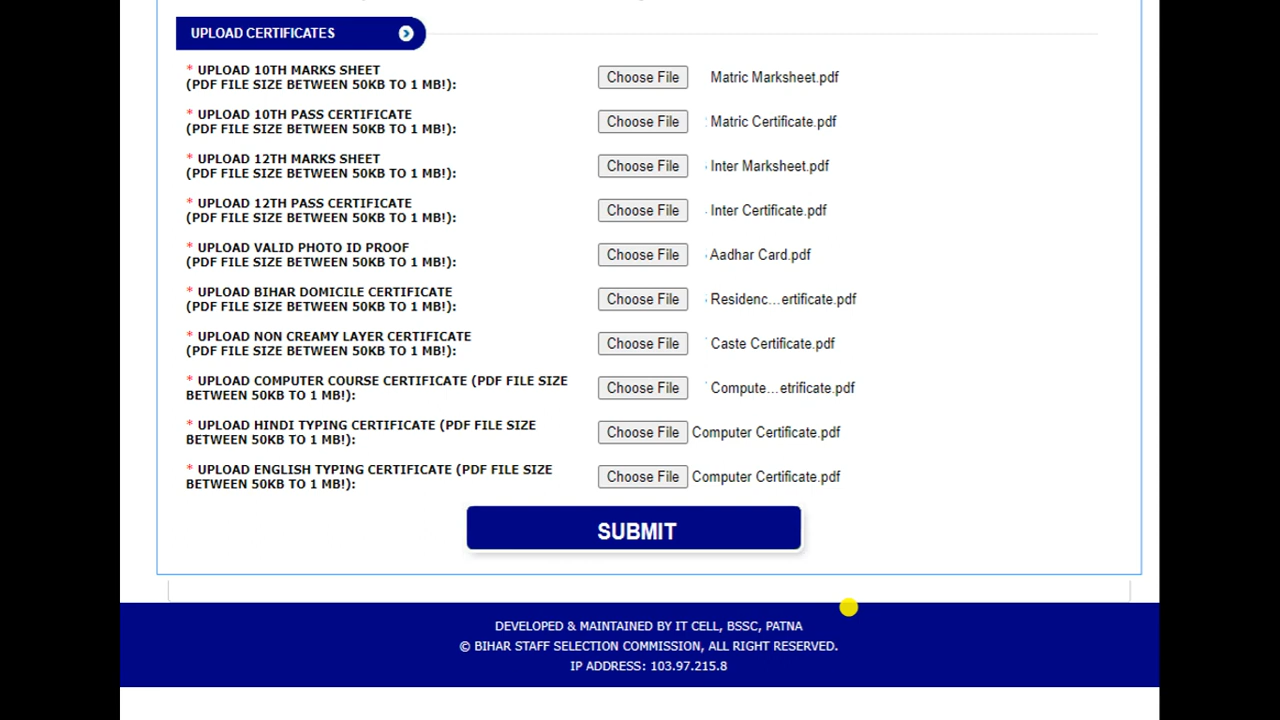 UPLOAD CERTIFICATES
* UPLOAD 10TH MARKS SHEET
(PDF FILE SIZE BETWEEN 50KB TO 1 MB!):
Choose File Matric Marksheet.pdf
* UPLOAD 10TH PASS CERTIFICATE
(PDF FILE SIZE BETWEEN 50KB TO 1 MB!):
Choose File Matric Certificate.pdf
* UPLOAD 12TH MARKS SHEET
(PDF FILE SIZE BETWEEN 50KB TO 1 MB!):
Choose File Inter Marksheet.pdf
* UPLOAD 12TH PASS CERTIFICATE
(PDF FILE SIZE BETWEEN 50KB TO 1 MB!):
Choose File Inter Certificate.pdf
* UPLOAD VALID PHOTO ID PROOF
(PDF FILE SIZE BETWEEN 50KB TO 1 MB!):
Choose File Aadhar Card.pdf
* UPLOAD BIHAR DOMICILE CERTIFICATE
(PDF FILE SIZE BETWEEN 50KB TO 1 MB!):
Choose File Residenc...ertificate.pdf
* UPLOAD NON CREAMY LAYER CERTIFICATE
(PDF FILE SIZE BETWEEN 50KB TO 1 MB!):
Choose File Caste Certificate.pdf
* UPLOAD COMPUTER COURSE CERTIFICATE (PDF FILE SIZE
BETWEEN 50KB TO 1 MB!):
Choose File Compute...etrificate.pdf
* UPLOAD HINDI TYPING CERTIFICATE (PDF FILE SIZE
BETWEEN 50KB TO 1 MB!):
Choose File Computer Certificate.pdf
* UPLOAD ENGLISH TYPING CERTIFICATE (PDF FILE SIZE
BETWEEN 50KB TO 1 MB!):
Choose File Computer Certificate.pdf
SUBMIT
DEVELOPED & MAINTAINED BY IT CELL, BSSC, PATNA
© BIHAR STAFF SELECTION COMMISSION, ALL RIGHT RESERVED.
IP ADDRESS: 103.97.215.8